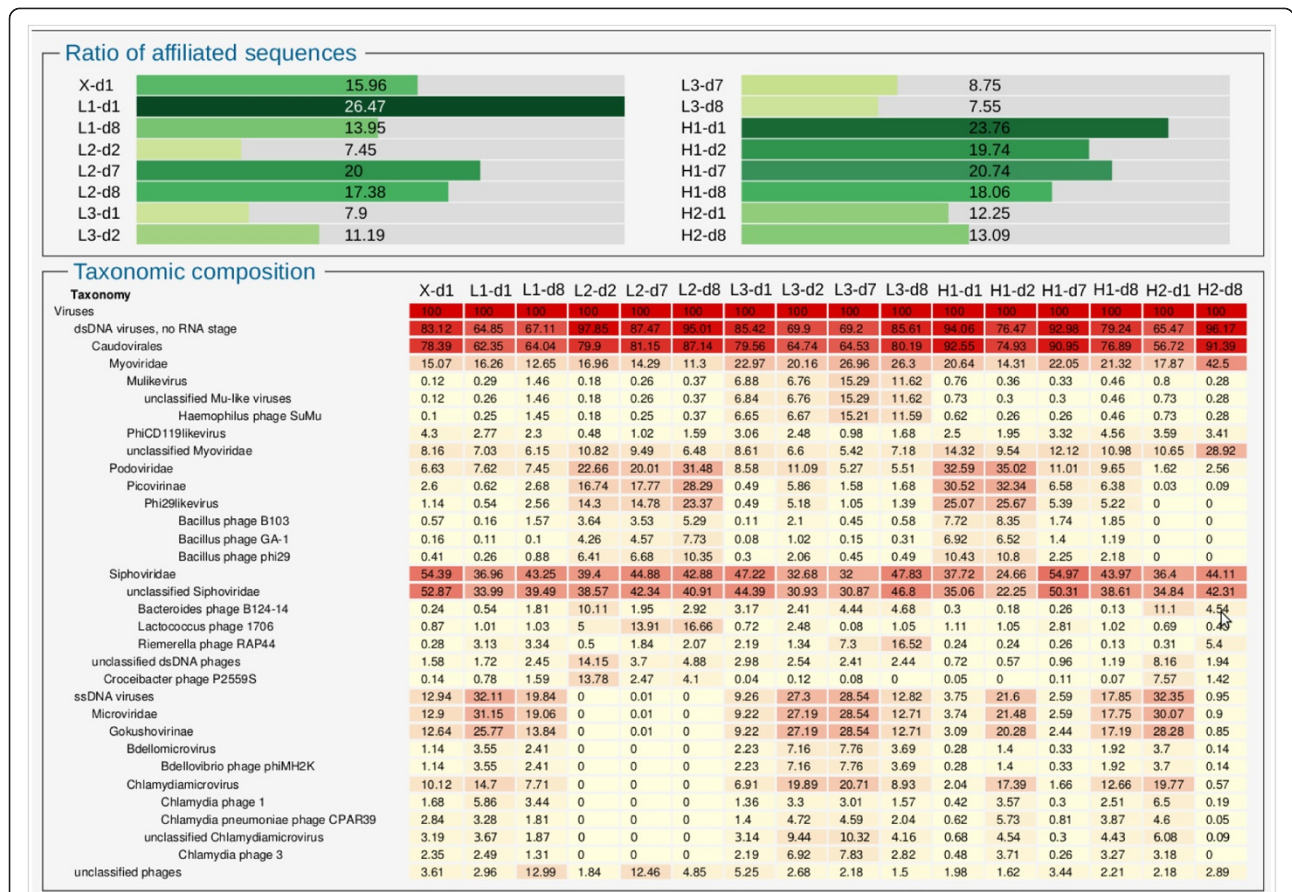 Ratio of affiliated sequences
X-d1 15.96
L1-d1 26.47
L1-d8 13.95
L2-d2 7.45
L2-d7 20
L2-d8 17.38
L3-d1 7.9
L3-d2 11.19
L3-d7 8.75
L3-d8 7.55
H1-d1 23.76
H1-d2 19.74
H1-d7 20.74
H1-d8 18.06
H2-d1 12.25
H2-d8 13.09
Taxonomic composition
Taxonomy X-d1 L1-d1 L1-d8 L2-d2 L2-d7 L2-d8 L3-d1 L3-d2 L3-d7 L3-d8 H1-d1 H1-d2 H1-d7 H1-d8 H2-d1 H2-d8
Viruses 100 100 100 100 100 100 100 100 100 100 100 100 100 100 100 100
dsDNA viruses, no RNA stage 83.12 64.85 67.11 97.85 87.47 95.01 85.42 69.9 69.2 85.61 94.06 76.47 92.98 79.24 65.47 96.17
Caudovirales 78.39 62.35 64.04 79.9 81.15 87.14 79.56 64.74 64.53 80.19 92.55 74.93 90.95 76.89 56.72 91.39
Myoviridae 15.07 16.26 12.65 16.96 14.29 11.3 22.97 20.16 26.96 26.3 20.64 14.31 22.05 21.32 17.87 42.5
Mulikevirus 0.12 0.29 1.46 0.18 0.26 0.37 6.88 6.76 15.29 11.62 0.76 0.36 0.33 0.46 0.8 0.28
unclassified Mu-like viruses 0.12 0.26 1.46 0.18 0.26 0.37 6.84 6.76 15.29 11.62 0.73 0.3 0.3 0.46 0.73 0.28
Haemophilus phage SuMu 0.1 0.25 1.45 0.18 0.25 0.37 6.65 6.67 15.21 11.59 0.62 0.26 0.26 0.46 0.73 0.28
PhiCD119likevirus 4.3 2.77 2.3 0.48 1.02 1.59 3.06 2.48 0.98 1.68 2.5 1.95 3.32 4.56 3.59 3.41
unclassified Myoviridae 8.16 7.03 6.15 10.82 9.49 6.48 8.61 6.6 5.42 7.18 14.32 9.54 12.12 10.98 10.65 28.92
Podoviridae 6.63 7.62 7.45 22.66 20.01 31.48 8.58 11.09 5.27 5.51 32.59 35.02 11.01 9.65 1.62 2.56
Picovirinae 2.6 0.62 2.68 16.74 17.77 28.29 0.49 5.86 1.58 1.68 30.52 32.34 6.58 6.38 0.03 0.09
Phi29likevirus 1.14 0.54 2.56 14.3 14.78 23.37 0.49 5.18 1.05 1.39 25.07 25.67 5.39 5.22 0 0
Bacillus phage B103 0.57 0.16 1.57 3.64 3.53 5.29 0.11 2.1 0.45 0.58 7.72 8.35 1.74 1.85 0 0
Bacillus phage GA-1 0.16 0.11 0.1 4.26 4.57 7.73 0.08 1.02 0.15 0.31 6.92 6.52 1.4 1.19 0 0
Bacillus phage phi29 0.41 0.26 0.88 6.41 6.68 10.35 0.3 2.06 0.45 0.49 10.43 10.8 2.25 2.18 0 0
Siphoviridae 54.39 36.96 43.25 39.4 44.88 42.88 47.22 32.68 32 47.83 37.72 24.66 54.97 43.97 36.4 44.11
unclassified Siphoviridae 52.87 33.99 39.49 38.57 42.34 40.91 44.39 30.93 30.87 46.8 35.06 22.25 50.31 38.61 34.84 42.31
Bacteroides phage B124-14 0.24 0.54 1.81 10.11 1.95 2.92 3.17 2.41 4.44 4.68 0.3 0.18 0.26 0.13 11.1 4.54
Lactococcus phage 1706 0.87 1.01 1.03 5 13.91 16.66 0.72 2.48 0.08 1.05 1.11 1.05 2.81 1.02 0.69
Riemerella phage RAP44 0.28 3.13 3.34 0.5 1.84 2.07 2.19 1.34 7.3 16.52 0.24 0.24 0.26 0.13 0.31 5.4
unclassified dsDNA phages 1.58 1.72 2.45 14.15 3.7 4.88 2.98 2.54 2.41 2.44 0.72 0.57 0.96 1.19 8.16 1.94
Croceibacter phage P2559S 0.14 0.78 1.59 13.78 2.47 4.1 0.04 0.12 0.08 0 0.05 0 0.11 0.07 7.57 1.42
ssDNA viruses 12.94 32.11 19.84 0 0.01 0 9.26 27.3 28.54 12.82 3.75 21.6 2.59 17.85 32.35 0.95
Microviridae 12.9 31.15 19.06 0 0.01 0 9.22 27.19 28.54 12.71 3.74 21.48 2.59 17.75 30.07 0.9
Gokushovirinae 12.64 25.77 13.84 0 0.01 0 9.22 27.19 28.54 12.71 3.09 20.28 2.44 17.19 28.28 0.85
Bdellomicrovirus 1.14 3.55 2.41 0 0 0 2.23 7.16 7.76 3.69 0.28 1.4 0.33 1.92 3.7 0.14
Bdellovibrio phage phiMH2K 1.14 3.55 2.41 0 0 0 2.23 7.16 7.76 3.69 0.28 1.4 0.33 1.92 3.7 0.14
Chlamydiamicrovirus 10.12 14.7 7.71 0 0 0 6.91 19.89 20.71 8.93 2.04 17.39 1.66 12.66 19.77 0.57
Chlamydia phage 1 1.68 5.86 3.44 0 0 0 1.36 3.3 3.01 1.57 0.42 3.57 0.3 2.51 6.5 0.19
Chlamydia pneumoniae phage CPAR39 2.84 3.28 1.81 0 0 0 1.4 4.72 4.59 2.04 0.62 5.73 0.81 3.87 4.6 0.05
unclassified Chlamydiamicrovirus 3.19 3.67 1.87 0 0 0 3.14 9.44 10.32 4.16 0.68 4.54 0.3 4.43 6.08 0.09
Chlamydia phage 3 2.35 2.49 1.31 0 0 0 2.19 6.92 7.83 2.82 0.48 3.71 0.26 3.27 3.18 0
unclassified phages 3.61 2.96 12.99 1.84 12.46 4.85 5.25 2.68 2.18 1.5 1.98 1.62 3.44 2.21 2.18 2.89